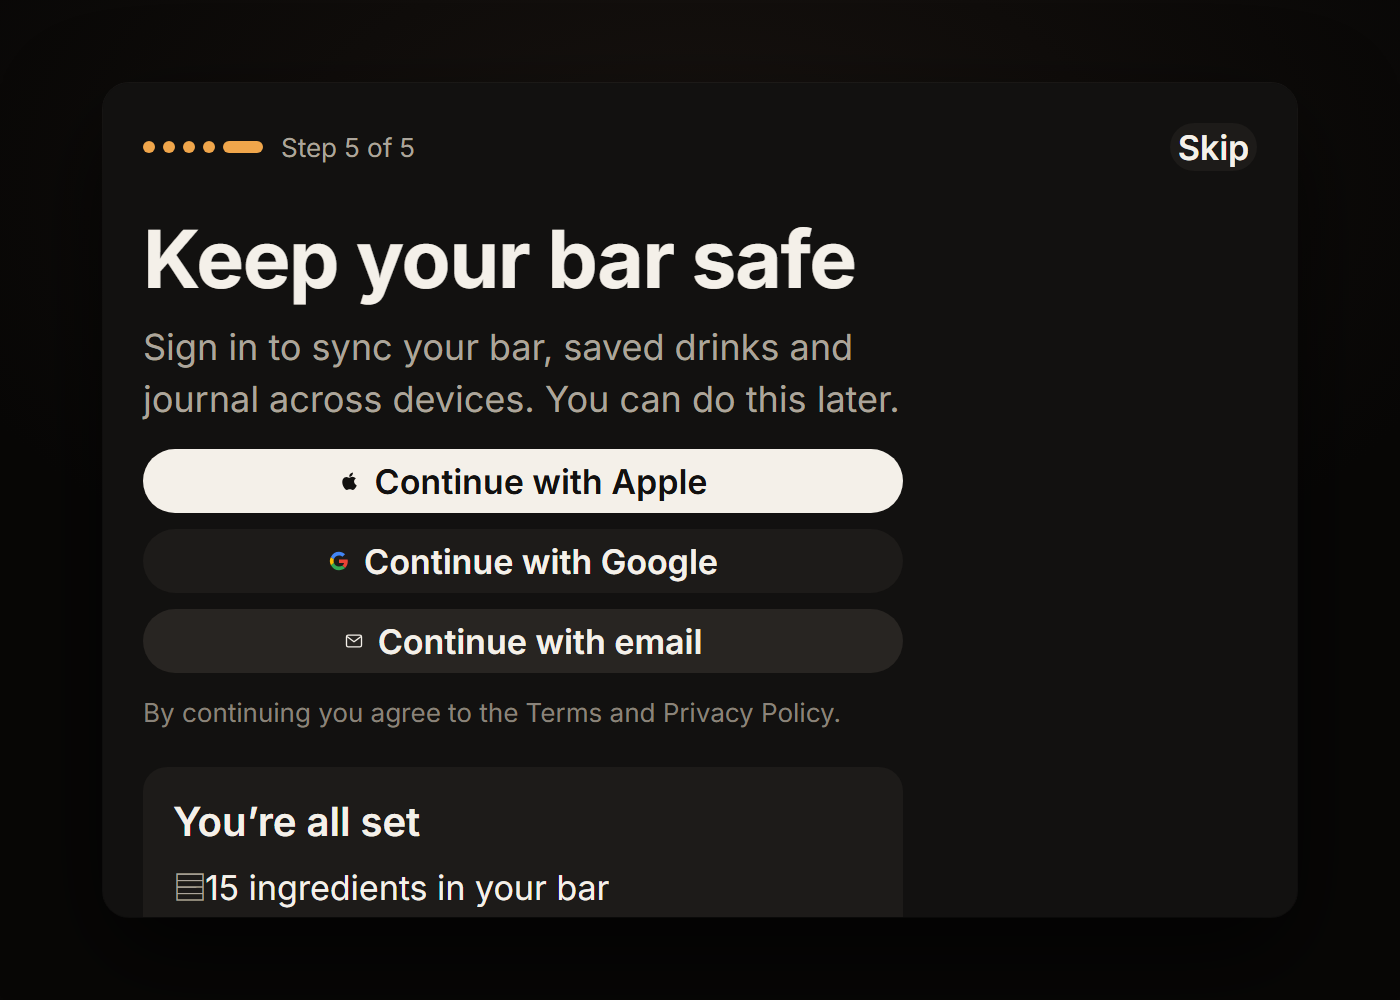 Step 5 of 5
Skip
Keep your bar safe
Sign in to sync your bar, saved drinks and
journal across devices. You can do this later.
Continue with Apple
Continue with Google
Continue with email
By continuing you agree to the Terms and Privacy Policy.
You’re all set
15 ingredients in your bar